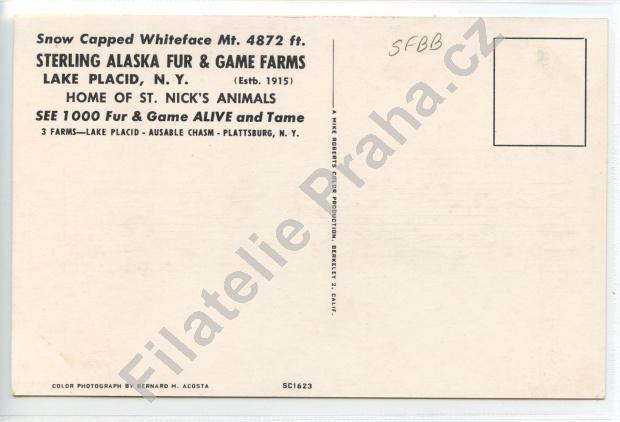 Snow Capped Whiteface Mt. 4872 ft.
STERLING ALASKA FUR & GAME FARMS
LAKE PLACID, N. Y. (Estb. 1915)
HOME OF ST. NICK'S ANIMALS
SEE 1000 Fur & Game ALIVE and Tame
3 FARMS—LAKE PLACID - AUSABLE CHASM - PLATTSBURG, N. Y.
SFBB
A MIKE ROBERTS COLOR PRODUCTION, BERKELEY 2, CALIF.
COLOR PHOTOGRAPH BY BERNARD M. ACOSTA
SC1623
Filatelie Praha.cz